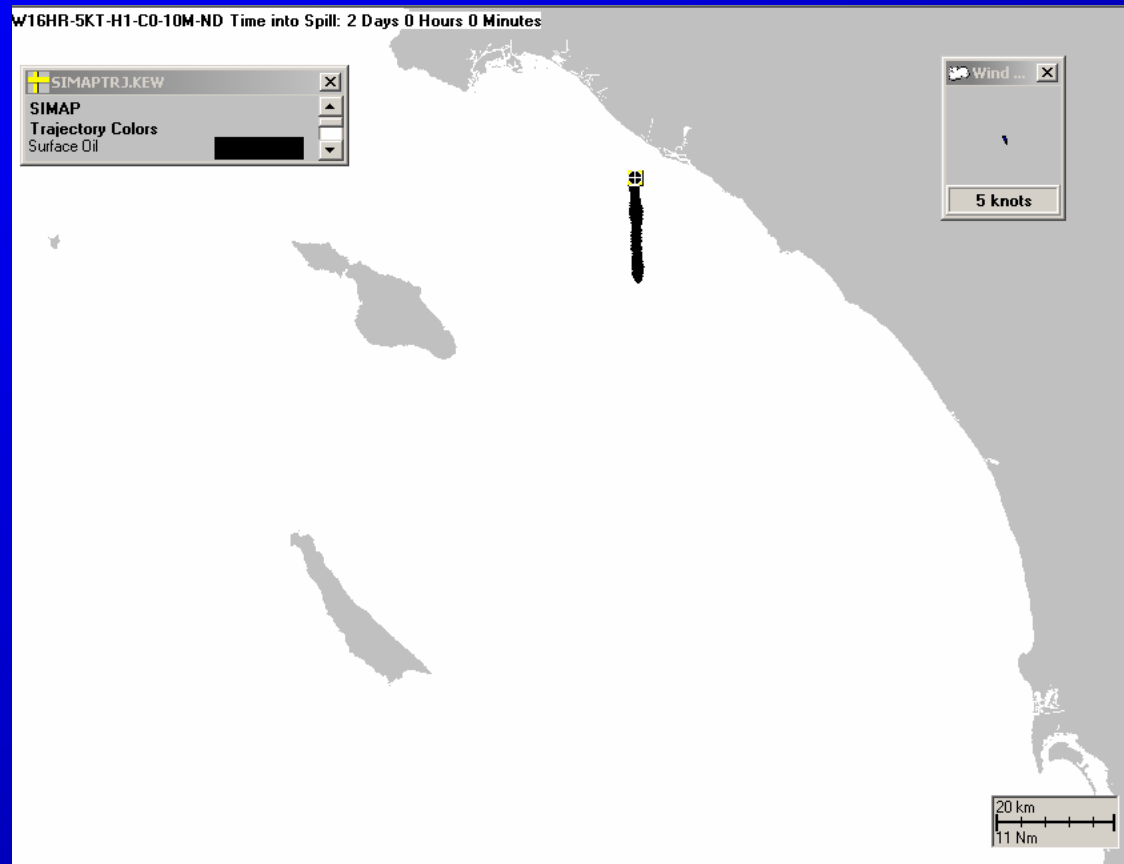 W16HR-5KT-H1-C0-10M-ND Time into Spill: 2 Days 0 Hours 0 Minutes
SIMAPTRJ.KEW
SIMAP
Trajectory Colors
Surface Oil
Wind ...
5 knots
20 km
11 Nm